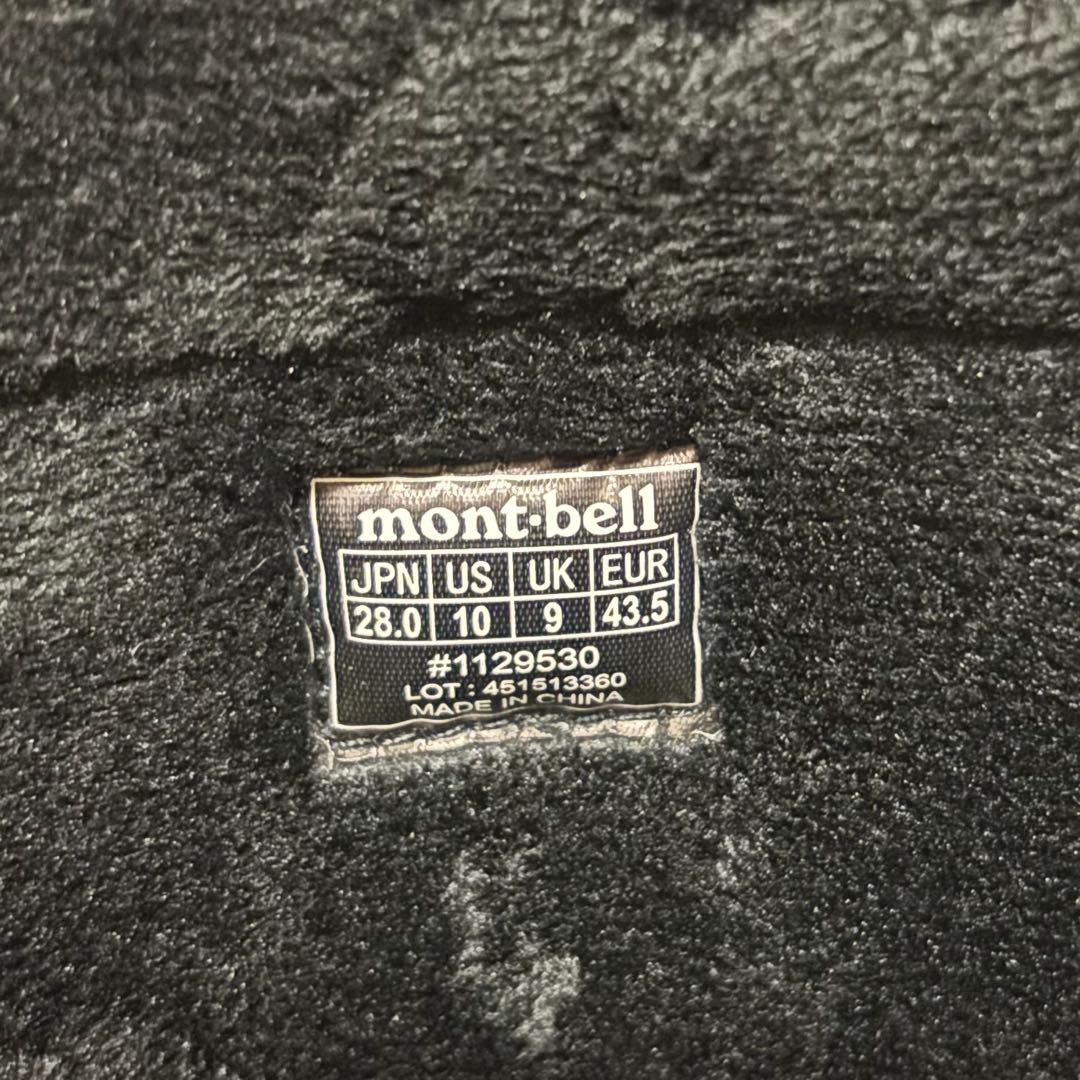 mont·bell
JPN US UK EUR
28.0 10 9 43.5
#1129530
LOT : 451513360
MADE IN CHINA